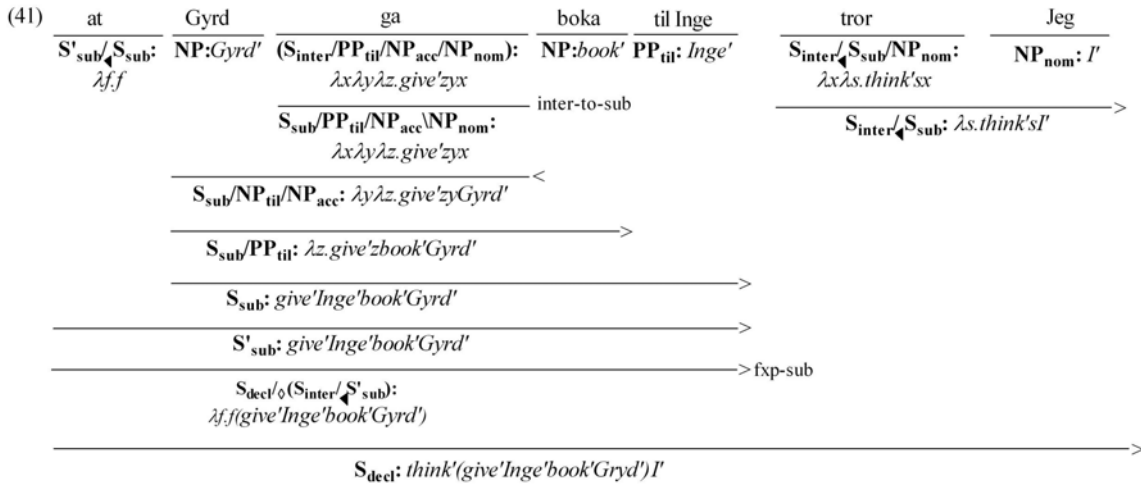 (41) at Gyrd ga boka til Inge tror Jeg
S'sub/◀Ssub: NP:Gyrd' (Sinter/PPtil/NPacc/NPnom): NP:book' PPtil: Inge' Sinter/◀Ssub/NPnom: NPnom: I'
λf.f λxλyλz.give'zyx λxλs.think'sx
inter-to-sub >
Ssub/PPtil/NPacc\NPnom: Sinter/◀Ssub: λs.think'sI'
λxλyλz.give'zyx
<
Ssub/NPtil/NPacc: λyλz.give'zyGyrd'
>
Ssub/PPtil: λz.give'zbook'Gyrd'
>
Ssub: give'Inge'book'Gyrd'
>
S'sub: give'Inge'book'Gyrd'
> fxp-sub
Sdecl/◊(Sinter/◀S'sub):
λf.f(give'Inge'book'Gyrd')
>
Sdecl: think'(give'Inge'book'Gryd')I'